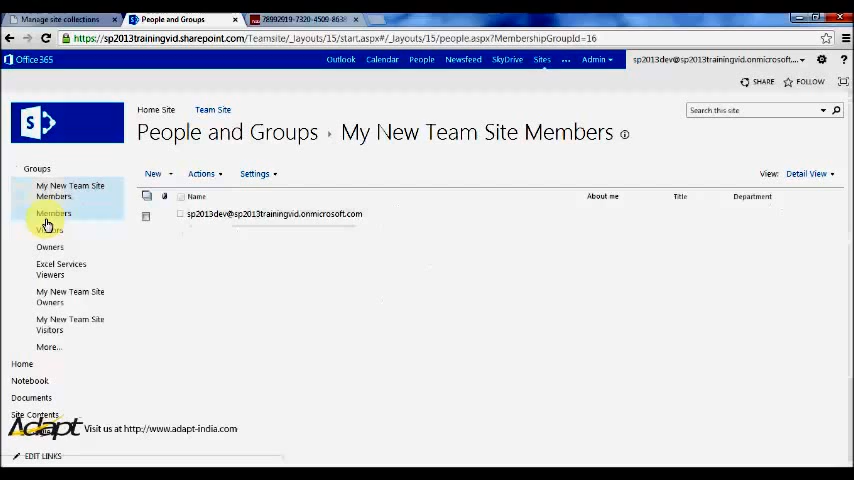 Manage site collections
People and Groups
https://sp2013trainingvid.sharepoint.com/Teamsite/_layouts/15/start.aspx#/_layouts/15/people.aspx?MembershipGroupId=16
Office 365
Outlook
Calendar
People
Newsfeed
SkyDrive
Sites
...
Admin
sp2013dev@sp2013trainingvid.onmicrosoft....
?
SHARE
FOLLOW
S
Home Site
Team Site
Search this site
People and Groups
My New Team Site Members
Groups
New
Actions
Settings
View:
Detail View
My New Team Site
Members
Name
About me
Title
Department
Members
sp2013dev@sp2013trainingvid.onmicrosoft.com
Visitors
Owners
Excel Services
Viewers
My New Team Site
Owners
My New Team Site
Visitors
More...
Home
Notebook
Documents
Site Contents
Adapt
Visit us at http://www.adapt-india.com
EDIT LINKS